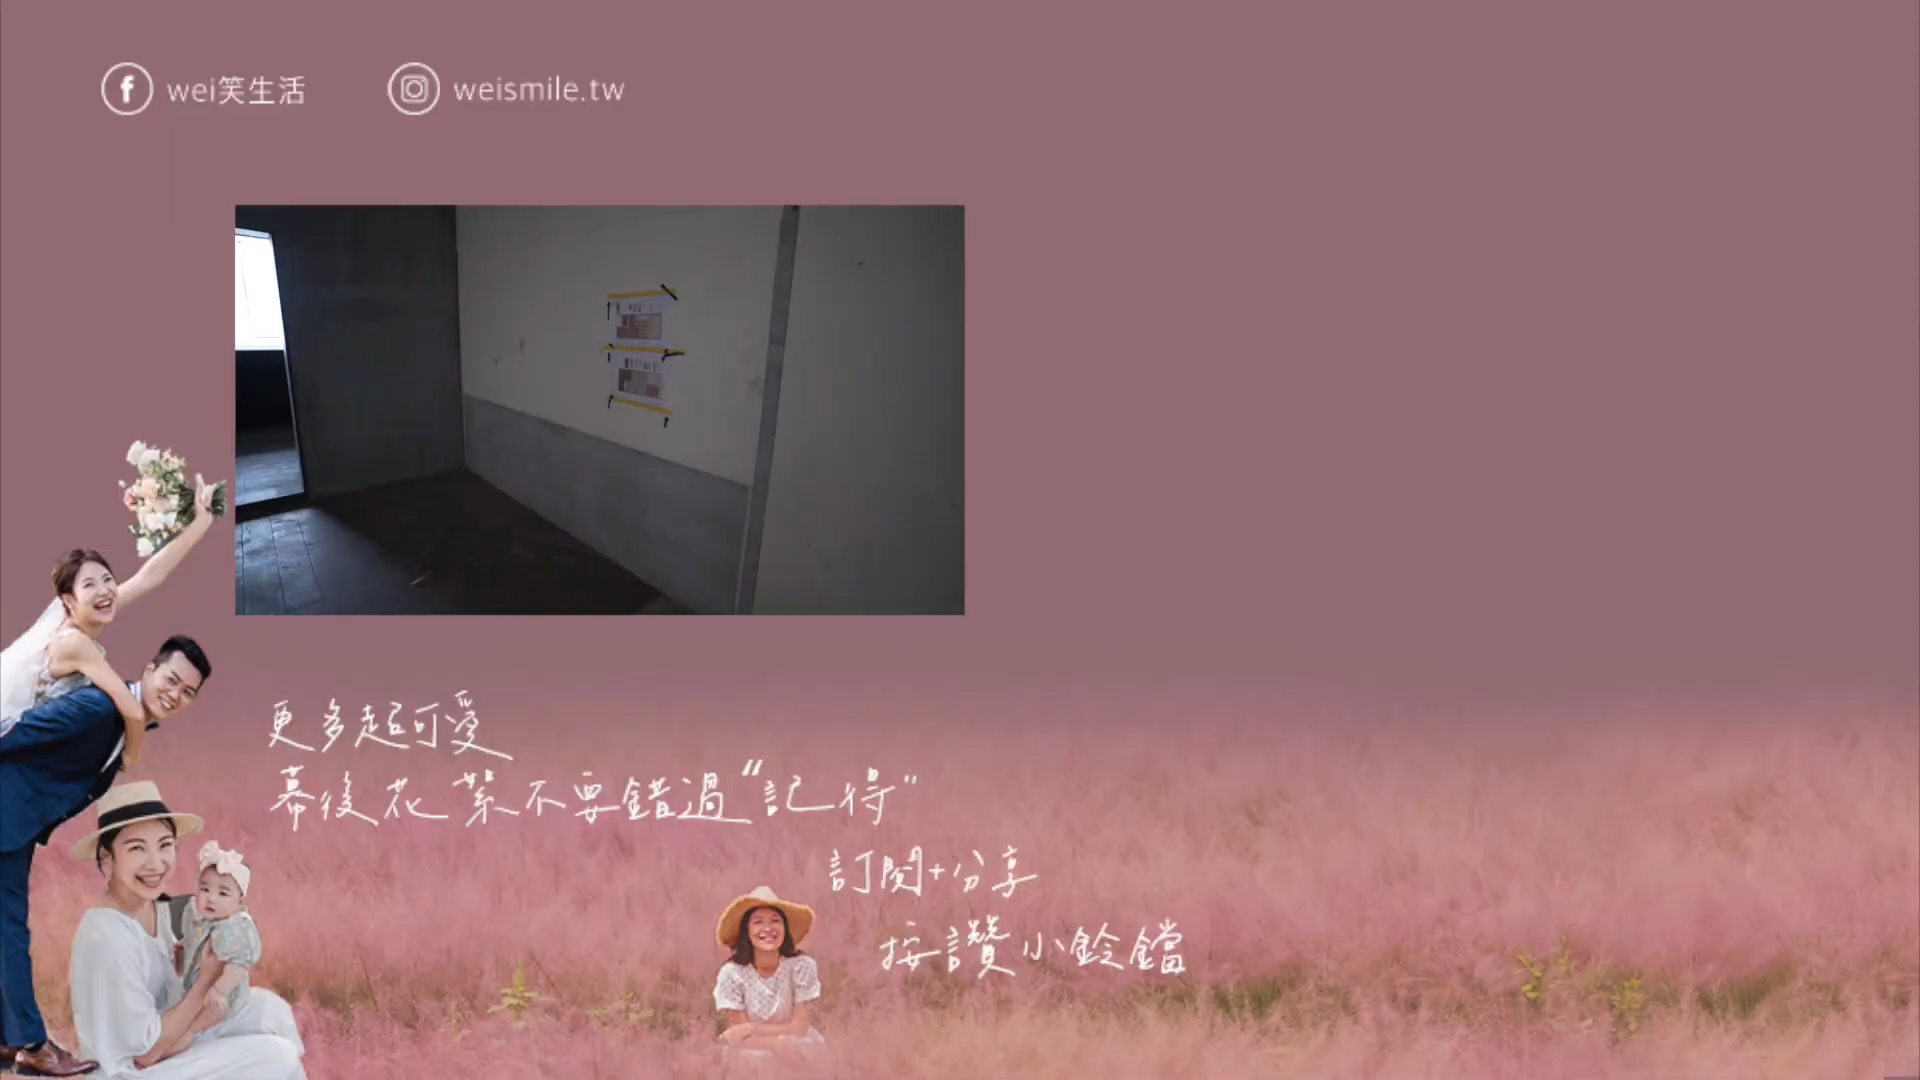 wei笑生活
weismile.tw
更多超可愛
幕後花絮不要錯過“記得”
訂閱+分享
按讚小鈴鐺